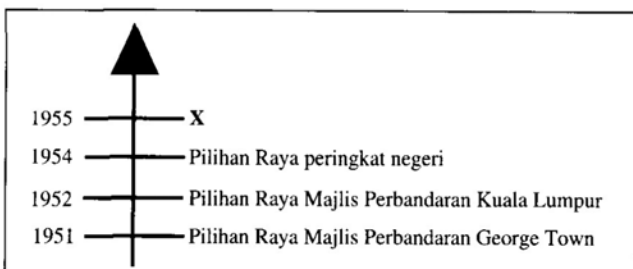 1955 X
1954 Pilihan Raya peringkat negeri
1952 Pilihan Raya Majlis Perbandaran Kuala Lumpur
1951 Pilihan Raya Majlis Perbandaran George Town